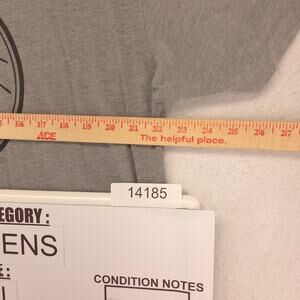 16 17 18 19 20 21 22 23 24 25 26 27
ACE The helpful place.
14185
EGORY :
ENS
E :
CONDITION NOTES